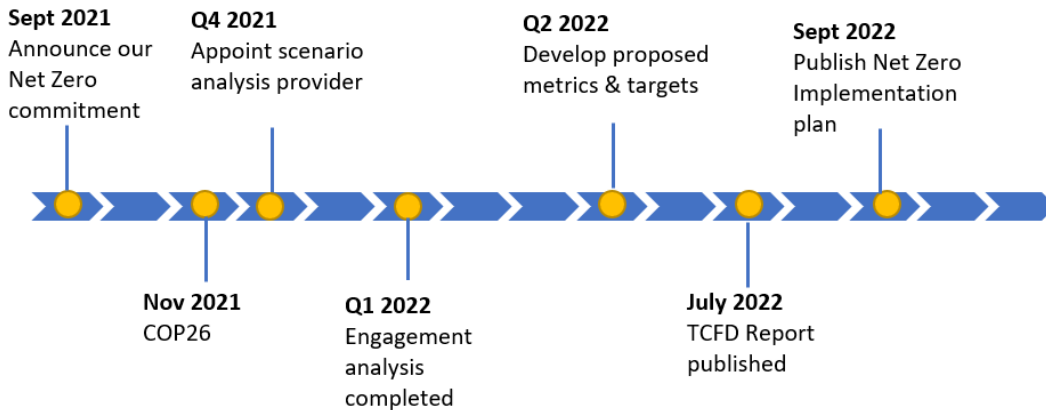 Sept 2021
Announce our
Net Zero
commitment
Nov 2021
COP26
Q4 2021
Appoint scenario
analysis provider
Q1 2022
Engagement
analysis
completed
Q2 2022
Develop proposed
metrics & targets
July 2022
TCFD Report
published
Sept 2022
Publish Net Zero
Implementation
plan